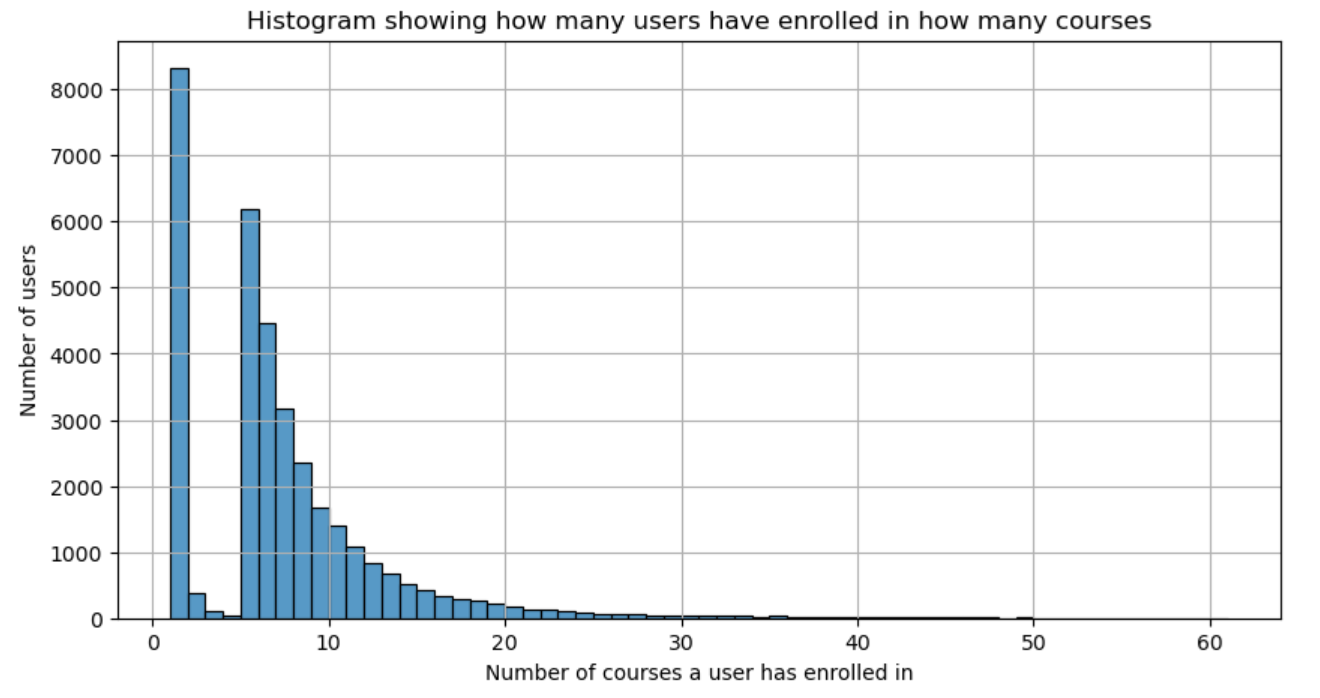 Histogram showing how many users have enrolled in how many courses
8000
7000
6000
5000
4000
3000
2000
1000
0
Number of users
0 10 20 30 40 50 60
Number of courses a user has enrolled in